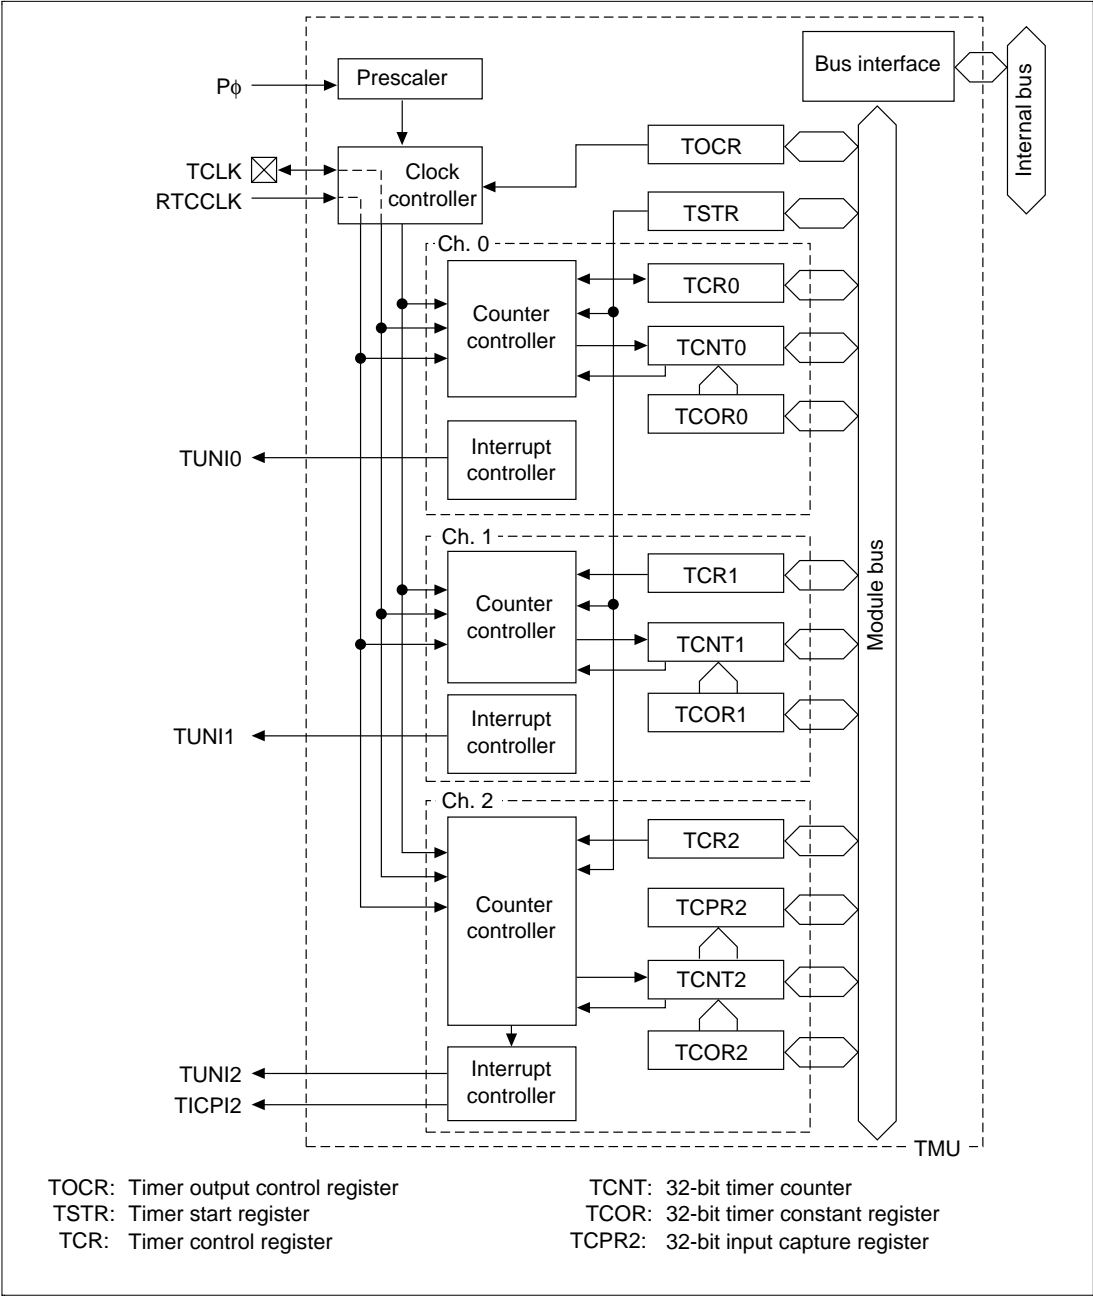 Bus interface
Internal bus
Pϕ
Prescaler
TCLK
RTCCLK
Clock
controller
TOCR
TSTR
Ch. 0
Counter
controller
TCR0
TCNT0
TCOR0
TUNI0
Interrupt
controller
Module bus
Ch. 1
Counter
controller
TCR1
TCNT1
TCOR1
TUNI1
Interrupt
controller
Ch. 2
Counter
controller
TCR2
TCPR2
TCNT2
TCOR2
TUNI2
TICPI2
Interrupt
controller
TMU
TOCR: Timer output control register
TSTR: Timer start register
TCR: Timer control register
TCNT: 32-bit timer counter
TCOR: 32-bit timer constant register
TCPR2: 32-bit input capture register